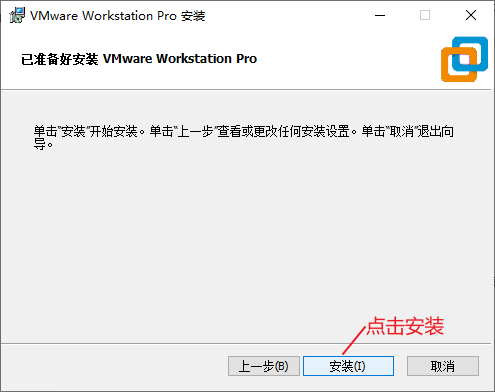 VMware Workstation Pro 安装
已准备好安装 VMware Workstation Pro
单击“安装”开始安装。单击“上一步”查看或更改任何安装设置。单击“取消”退出向
导。
点击安装
上一步(B)
安装(I)
取消